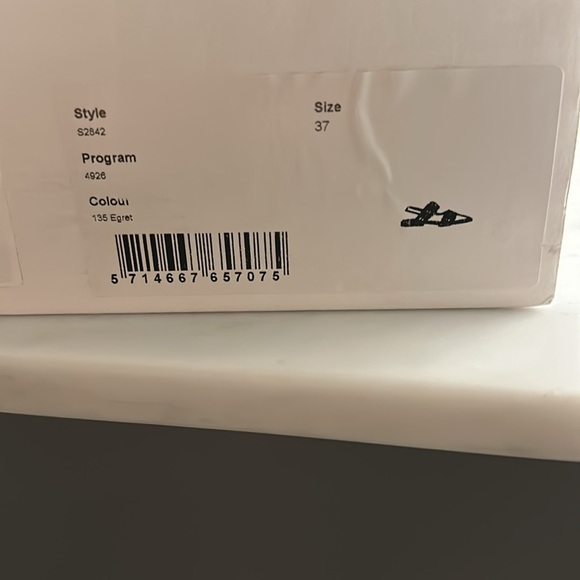 Style
S2842
Size
37
Program
4926
Colour
135 Egret
5 714667 657075